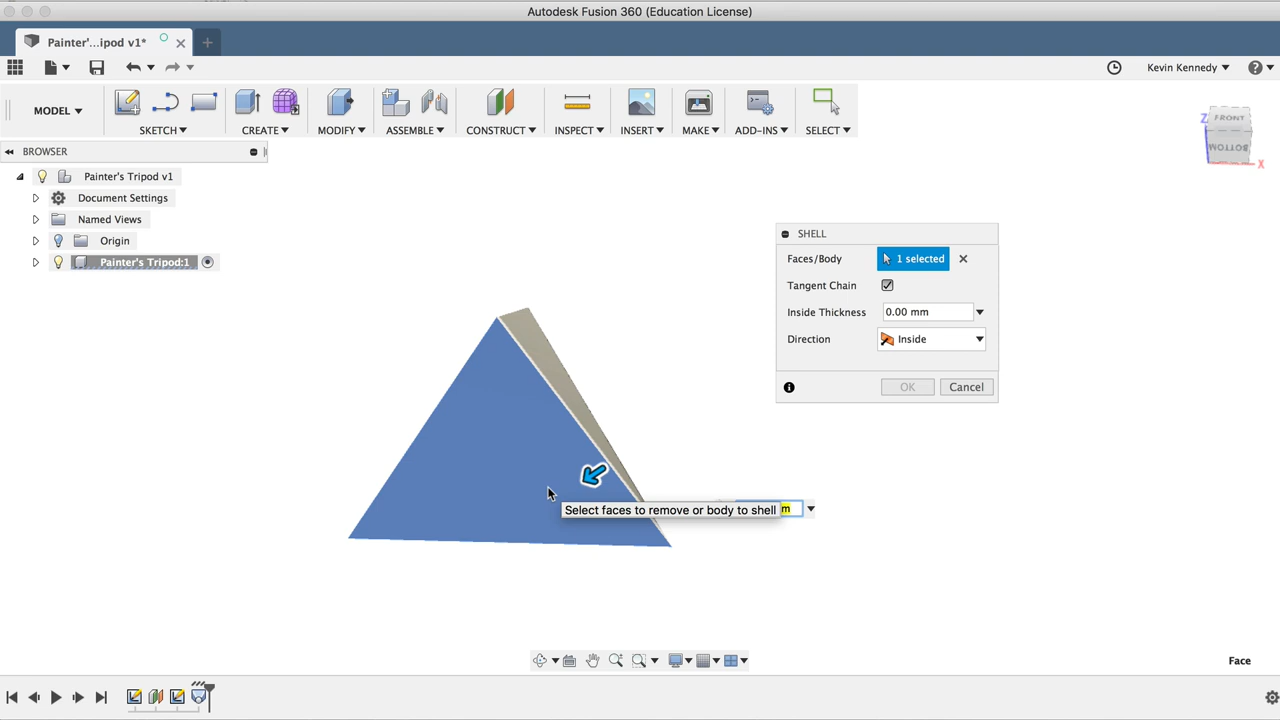 Autodesk Fusion 360 (Education License)
Painter'...ipod v1*
Kevin Kennedy
MODEL
SKETCH
CREATE
MODIFY
ASSEMBLE
CONSTRUCT
INSPECT
INSERT
MAKE
ADD-INS
SELECT
FRONT
BOTTOM
Z
X
BROWSER
Painter's Tripod v1
Document Settings
Named Views
Origin
Painter's Tripod:1
SHELL
Faces/Body
1 selected
Tangent Chain
Inside Thickness
0.00 mm
Direction
Inside
OK
Cancel
Select faces to remove or body to shell
m
Face